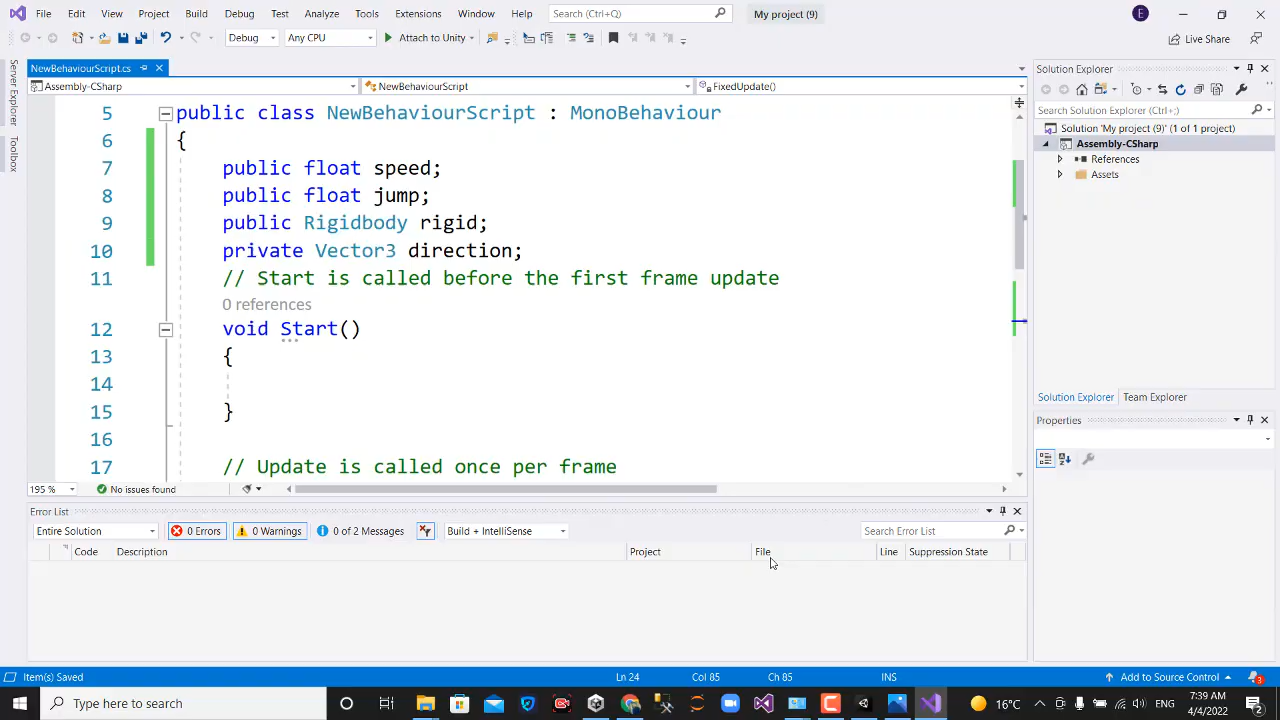 File Edit View Project Build Debug Test Analyze Tools Extensions Window Help Search (Ctrl+Q) My project (9) E
Debug Any CPU Attach to Unity Live Share
Server Explorer
Toolbox
NewBehaviourScript.cs
Assembly-CSharp NewBehaviourScript FixedUpdate()
5 public class NewBehaviourScript : MonoBehaviour
6 {
7 public float speed;
8 public float jump;
9 public Rigidbody rigid;
10 private Vector3 direction;
11 // Start is called before the first frame update
0 references
12 void Start()
13 {
14
15 }
16
17 // Update is called once per frame
195 % No issues found
Solution Explorer
Search Solution Explorer (Ctrl+;)
Solution 'My project (9)' (1 of 1 project)
Assembly-CSharp
References
Assets
Solution Explorer Team Explorer
Properties
Error List
Entire Solution 0 Errors 0 Warnings 0 of 2 Messages Build + IntelliSense Search Error List
Code Description Project File Line Suppression State
Item(s) Saved Ln 24 Col 85 Ch 85 INS Add to Source Control 3
Type here to search 16°C 7:39 AM
4/4/2022 2